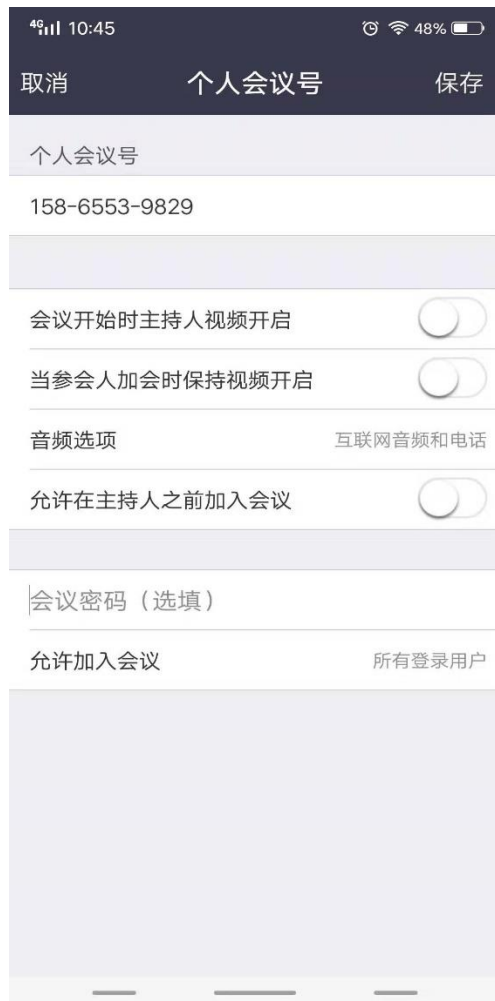 4G 10:45 48%
取消 个人会议号 保存
个人会议号
158-6553-9829
会议开始时主持人视频开启
当参会人加会时保持视频开启
音频选项 互联网音频和电话
允许在主持人之前加入会议
会议密码（选填）
允许加入会议 所有登录用户